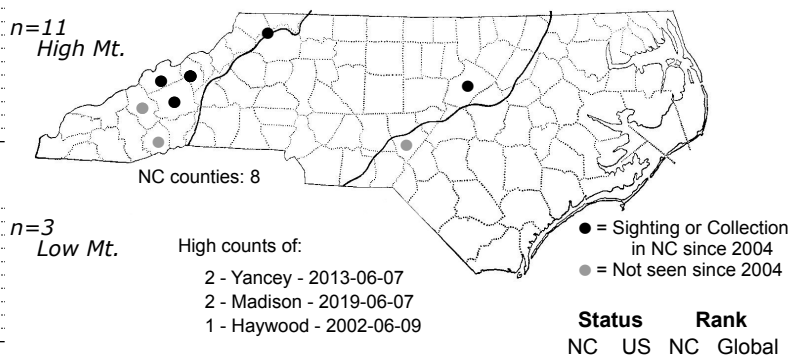 n=11
High Mt.
NC counties: 8
n=3
Low Mt.
High counts of:
2 - Yancey - 2013-06-07
2 - Madison - 2019-06-07
1 - Haywood - 2002-06-09
● = Sighting or Collection
in NC since 2004
● = Not seen since 2004
Status Rank
NC US NC Global